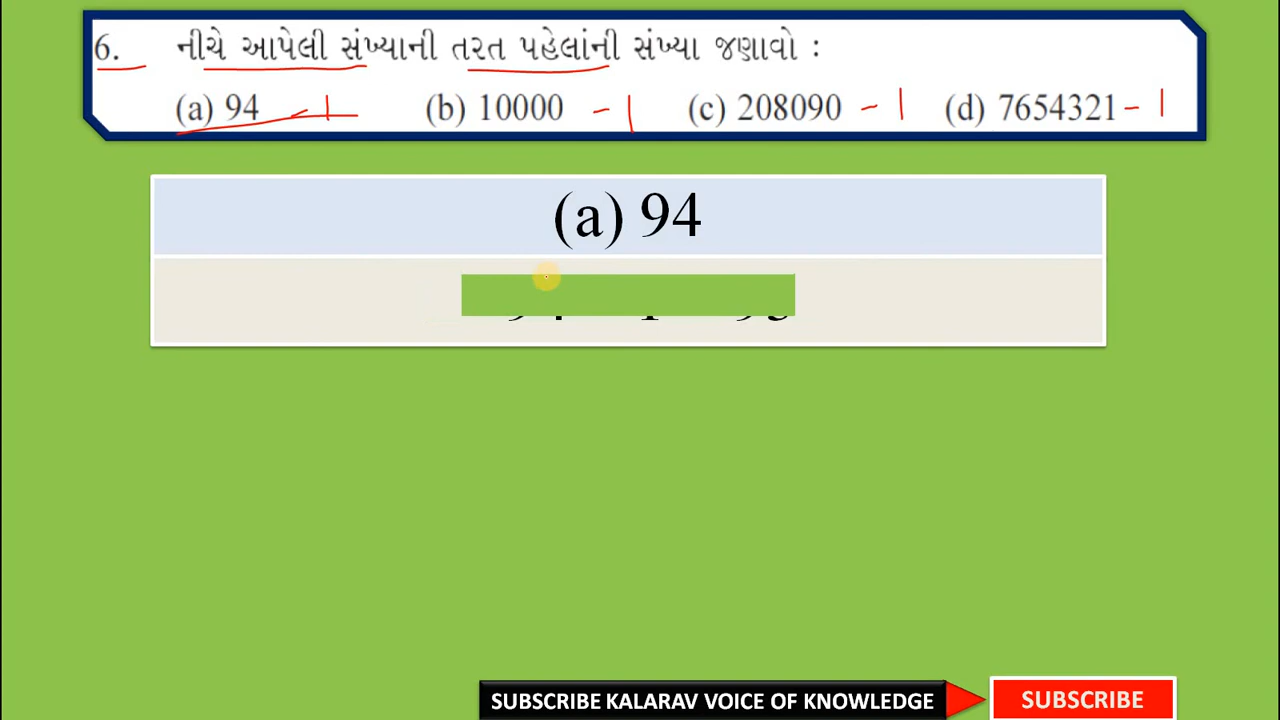 6. નીચે આપેલી સંખ્યાની તરત પહેલાંની સંખ્યા જણાવો :
(a) 94 - 1 (b) 10000 - 1 (c) 208090 - 1 (d) 7654321 - 1
(a) 94
SUBSCRIBE KALARAV VOICE OF KNOWLEDGE SUBSCRIBE